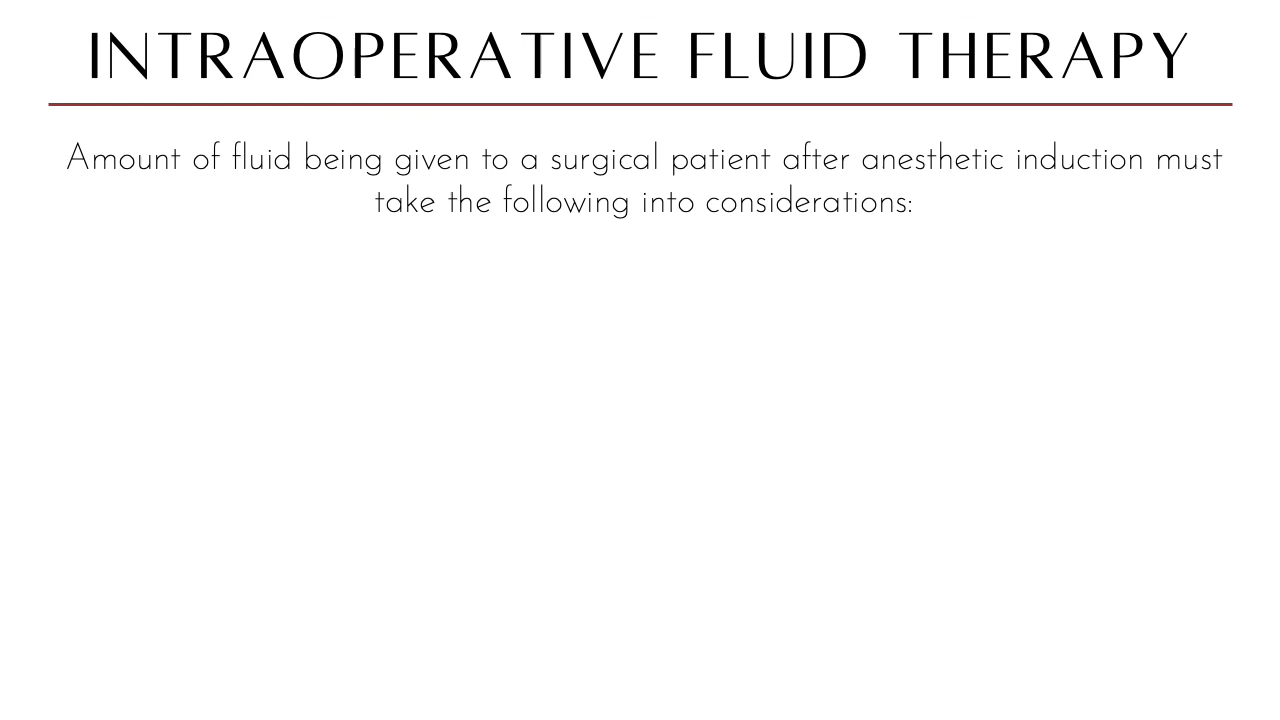 INTRAOPERATIVE FLUID THERAPY
Amount of fluid being given to a surgical patient after anesthetic induction must
take the following into considerations: